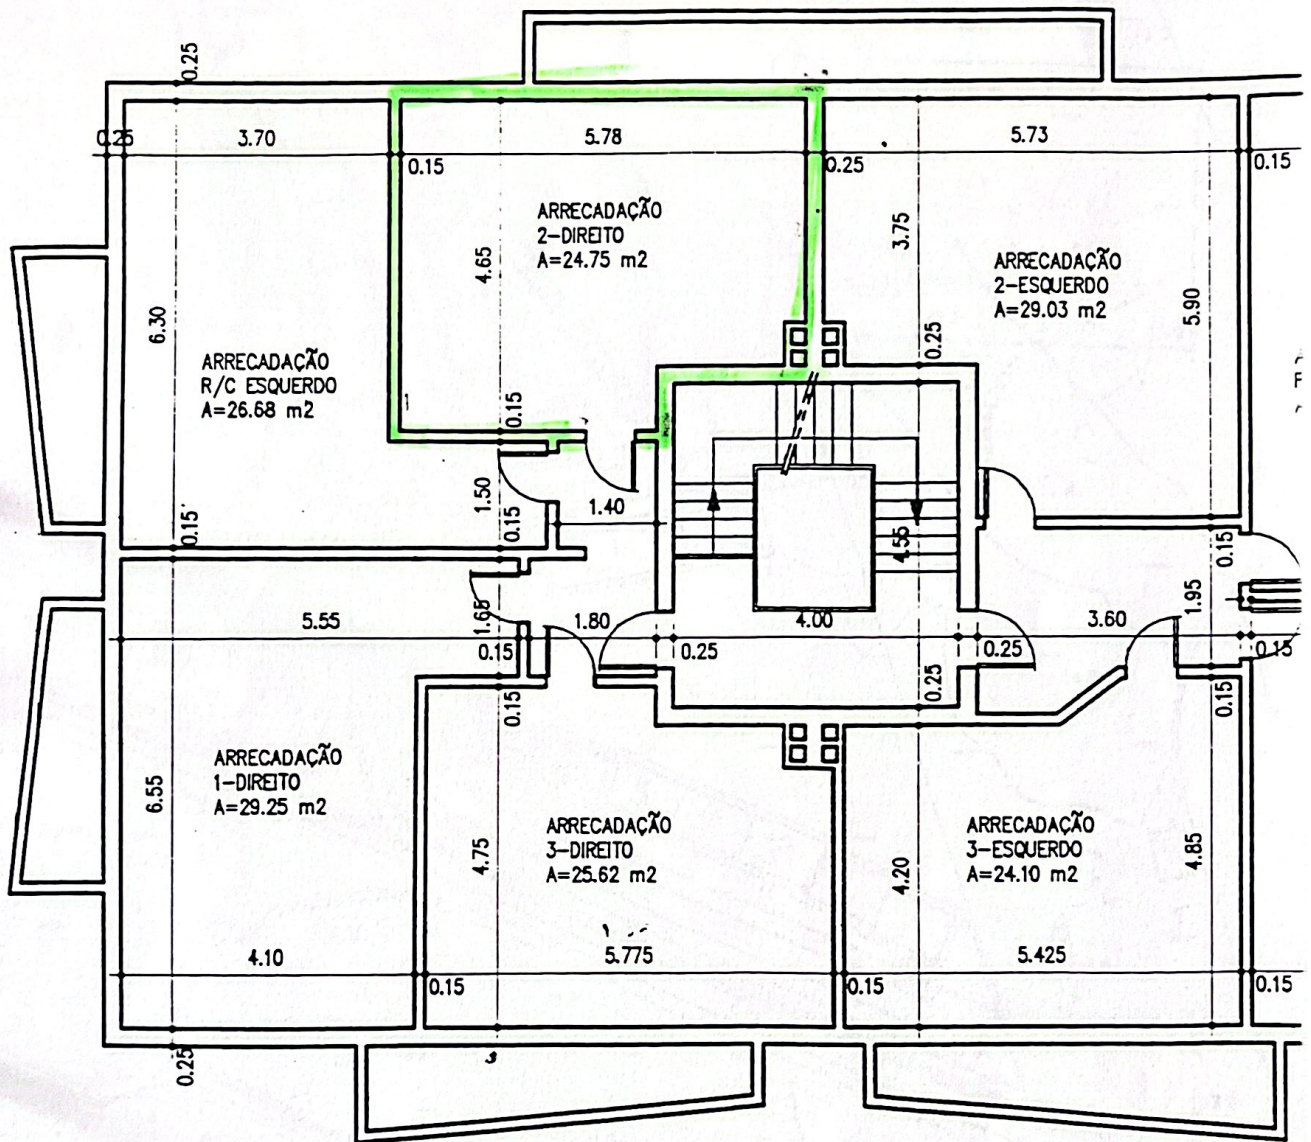 0.25
0.25
3.70
0.15
5.78
0.25
5.73
0.15
ARRECADAÇÃO
2-DIREITO
A=24.75 m2
4.65
3.75
ARRECADAÇÃO
2-ESQUERDO
A=29.03 m2
5.90
6.30
ARRECADAÇÃO
R/C ESQUERDO
A=26.68 m2
0.25
F
0.15
1.50
1.40
0.15
0.15
4.55
0.15
5.55
1.65
0.15
1.80
0.25
4.00
0.25
3.60
1.95
0.15
0.15
0.25
0.15
ARRECADAÇÃO
1-DIREITO
A=29.25 m2
6.55
ARRECADAÇÃO
3-DIREITO
A=25.62 m2
4.75
ARRECADAÇÃO
3-ESQUERDO
A=24.10 m2
4.20
4.85
4.10
0.15
5.775
0.15
5.425
0.15
0.25